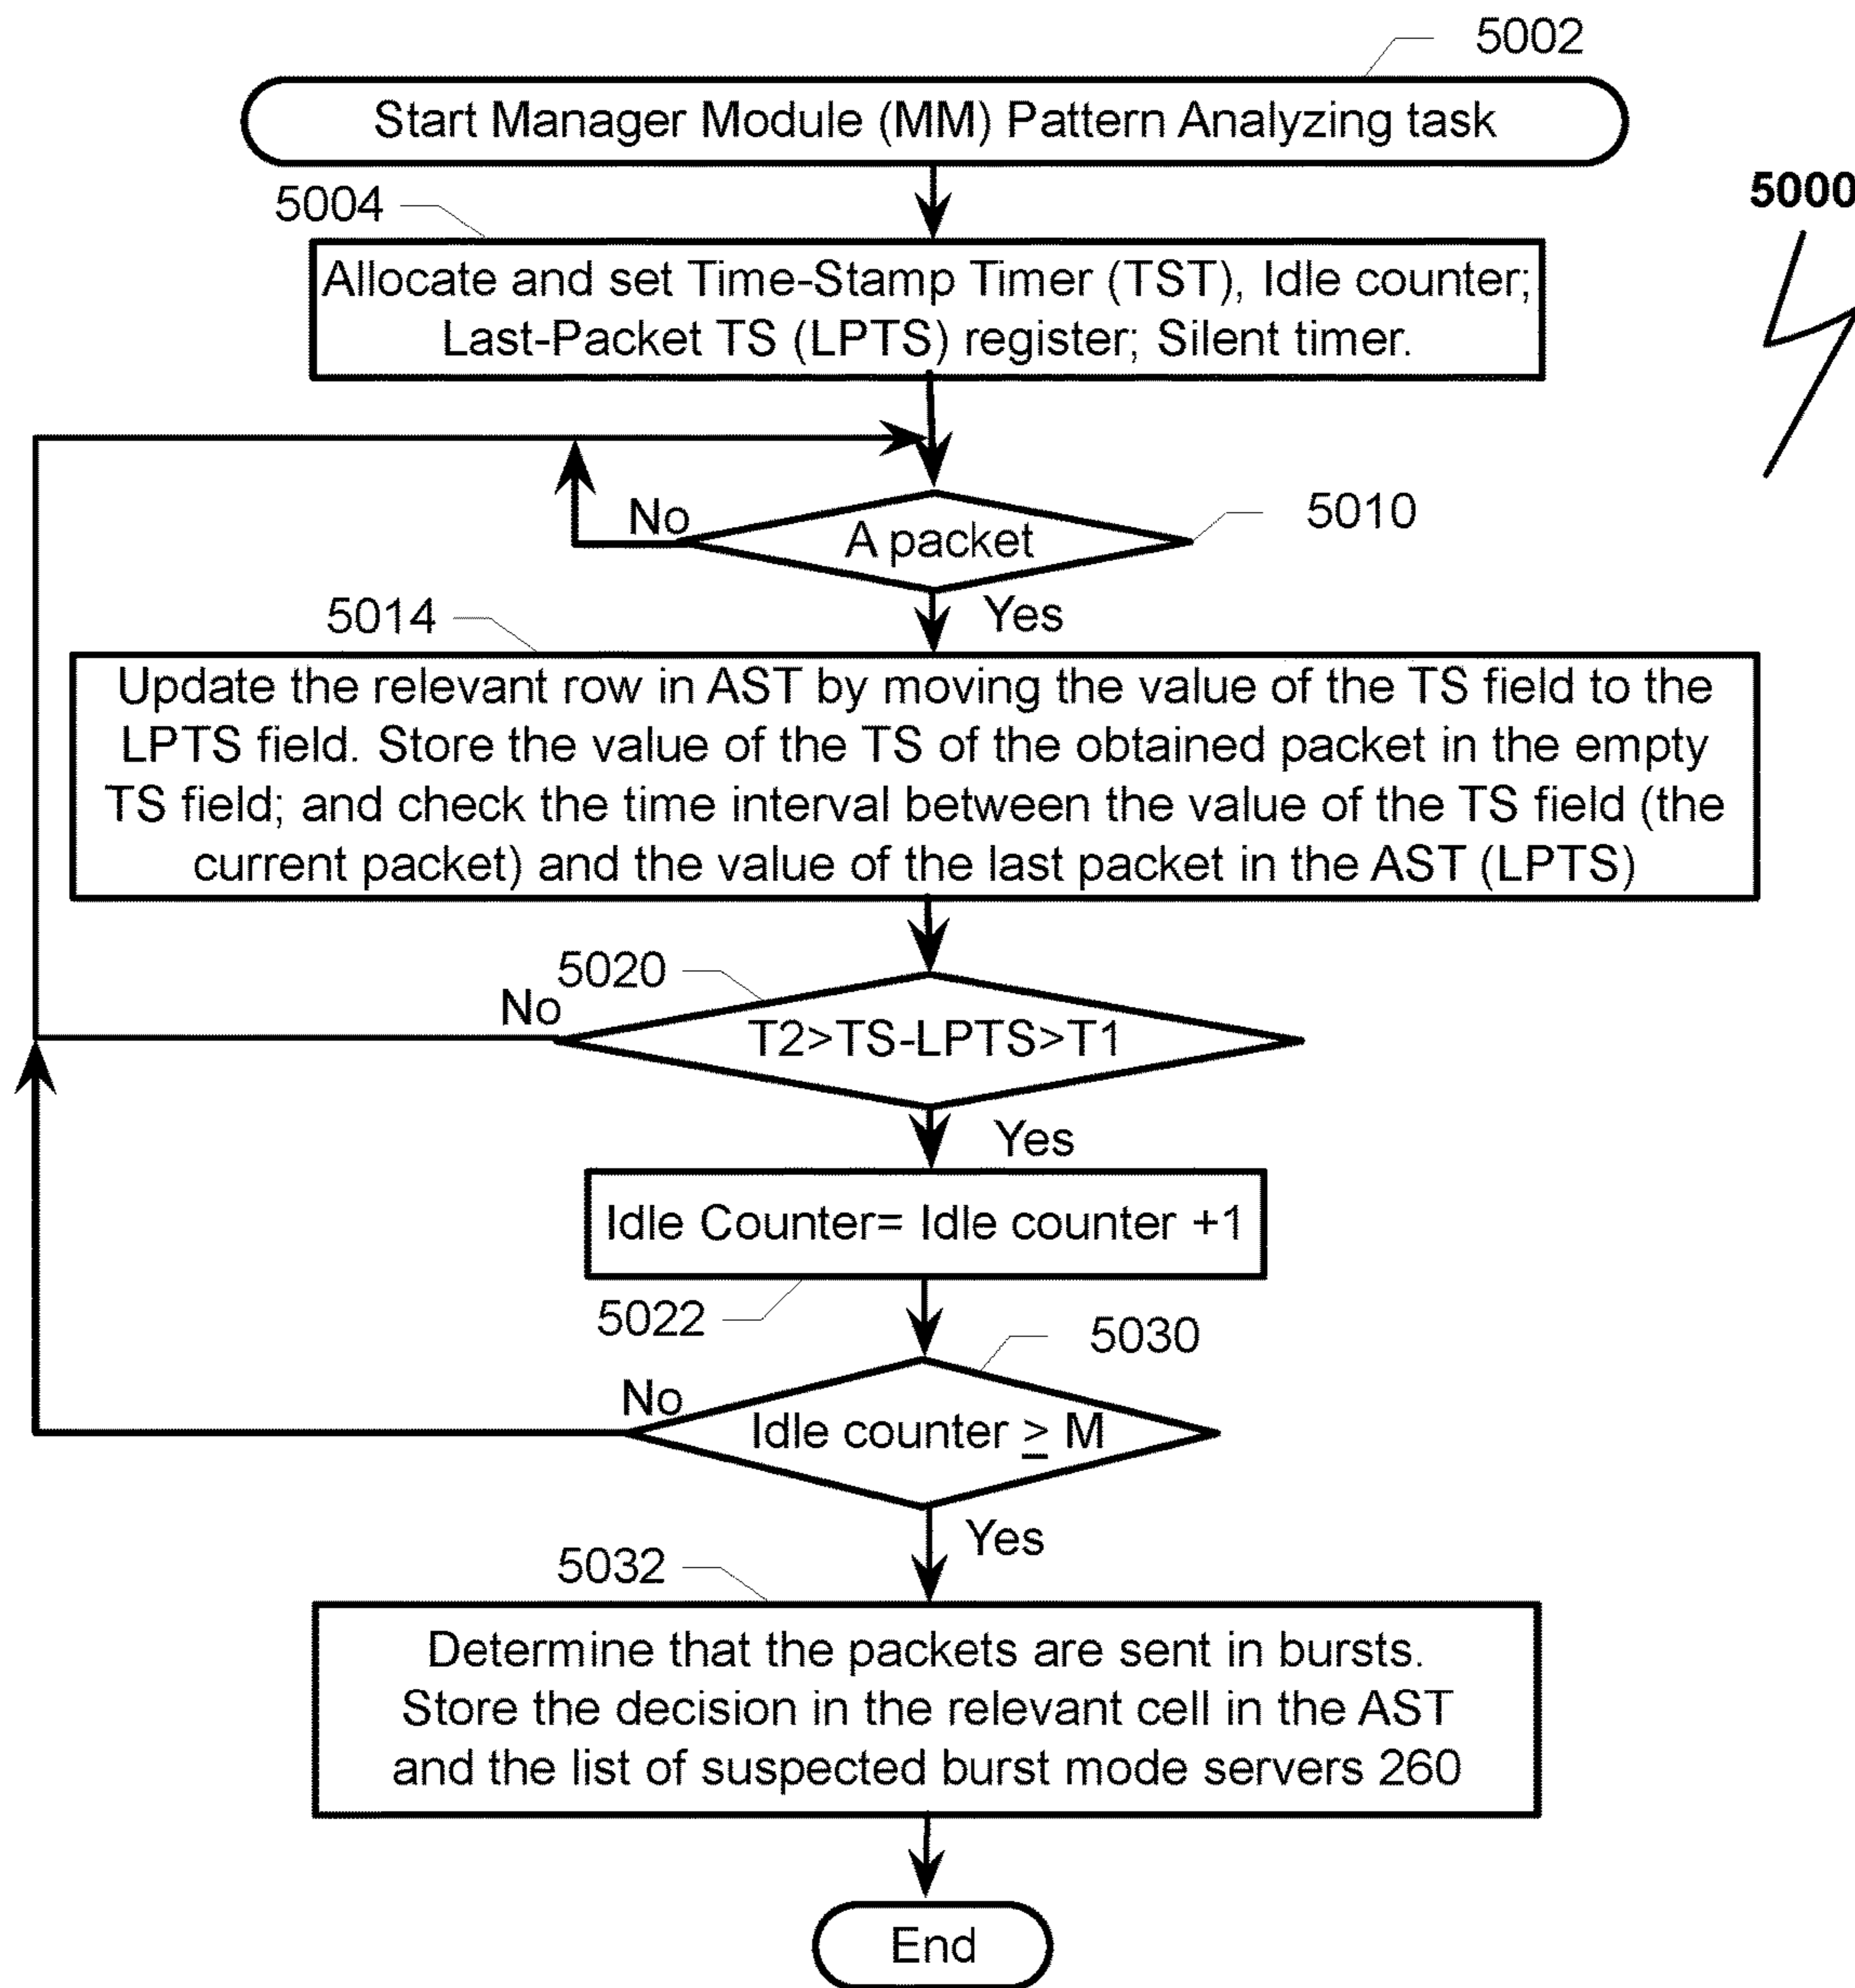 5002
Start Manager Module (MM) Pattern Analyzing task
5000
5004
Allocate and set Time-Stamp Timer (TST), Idle counter;
Last-Packet TS (LPTS) register; Silent timer.
No
A packet
5010
Yes
5014
Update the relevant row in AST by moving the value of the TS field to the
LPTS field. Store the value of the TS of the obtained packet in the empty
TS field; and check the time interval between the value of the TS field (the
current packet) and the value of the last packet in the AST (LPTS)
5020
No
T2>TS-LPTS>T1
Yes
Idle Counter= Idle counter +1
5022
5030
No
Idle counter ≥ M
Yes
5032
Determine that the packets are sent in bursts.
Store the decision in the relevant cell in the AST
and the list of suspected burst mode servers 260
End